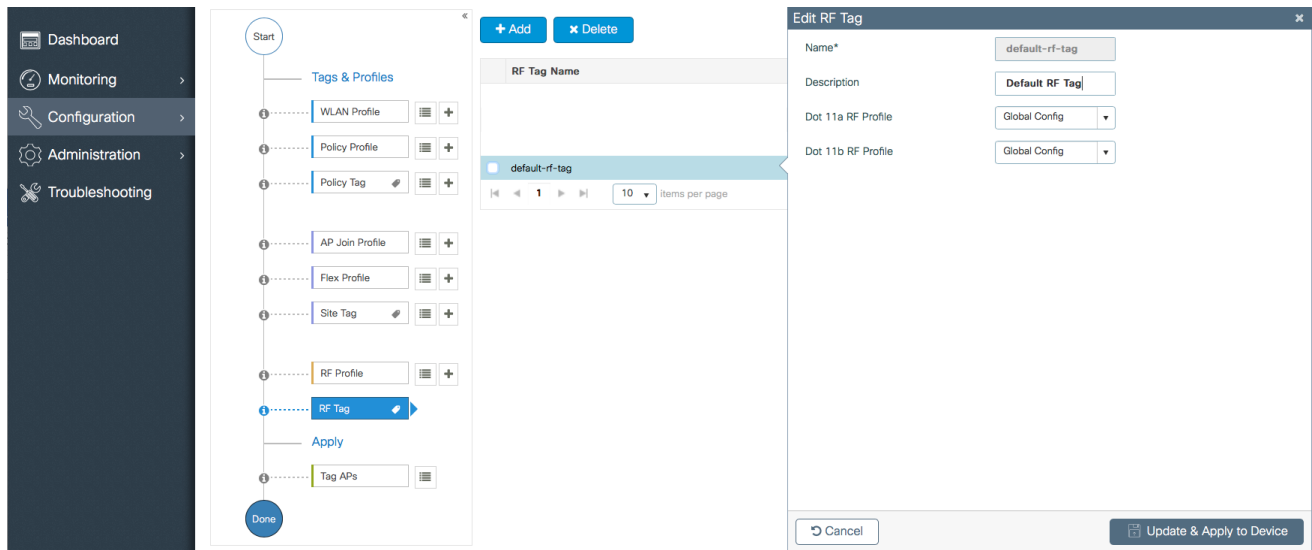 Dashboard
Monitoring
Configuration
Administration
Troubleshooting
Start
Tags & Profiles
WLAN Profile
Policy Profile
Policy Tag
AP Join Profile
Flex Profile
Site Tag
RF Profile
RF Tag
Apply
Tag APs
Done
Add
Delete
RF Tag Name
default-rf-tag
1
10
items per page
Edit RF Tag
Name*
default-rf-tag
Description
Default RF Tag
Dot 11a RF Profile
Global Config
Dot 11b RF Profile
Global Config
Cancel
Update & Apply to Device